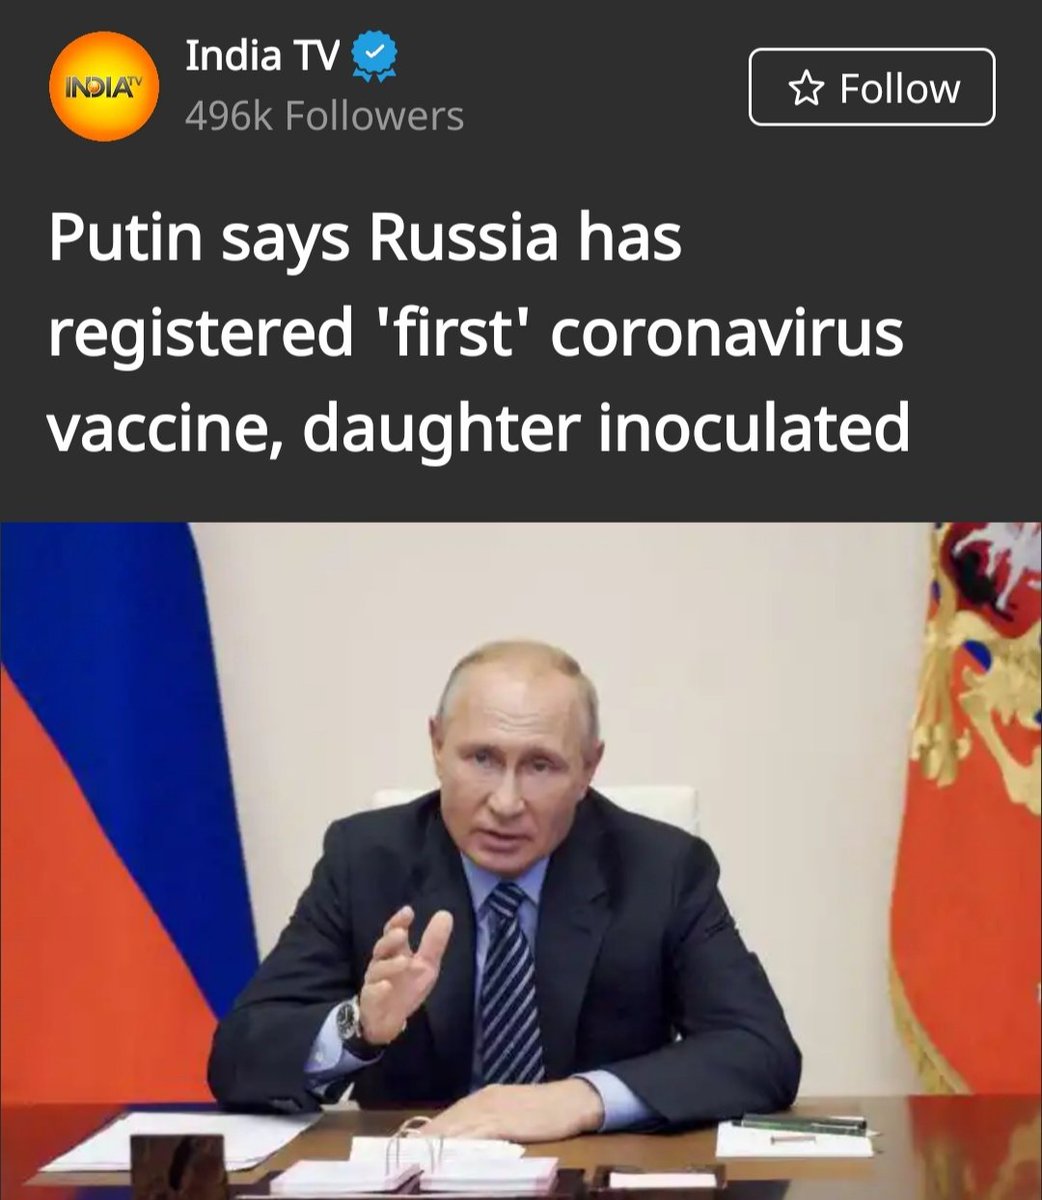 INDIA TV
India TV
496k Followers
Follow
Putin says Russia has
registered 'first' coronavirus
vaccine, daughter inoculated